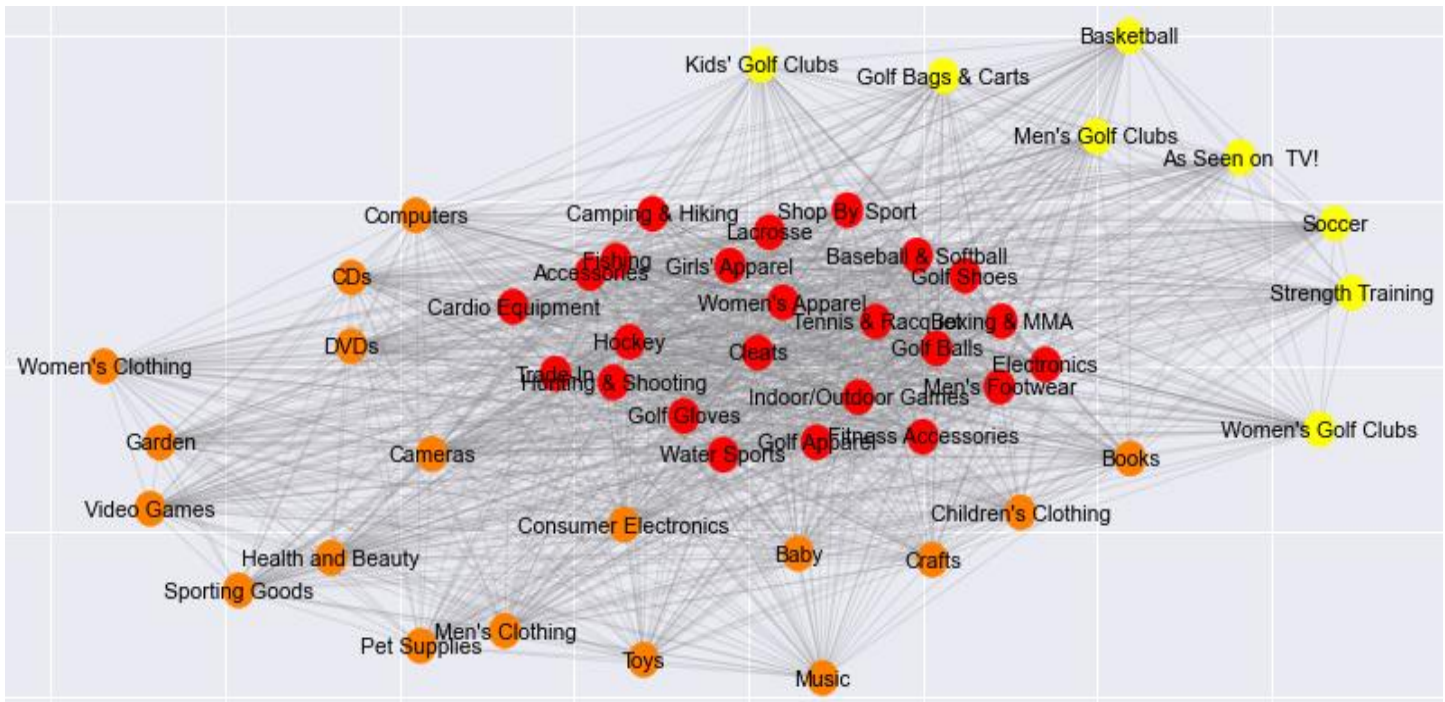 Basketball
Kids' Golf Clubs
Golf Bags & Carts
Men's Golf Clubs
As Seen on  TV!
Computers
Camping & Hiking
Shop By Sport
Lacrosse
Soccer
Baseball & Softball
Fishing
Girls' Apparel
Accessories
Golf Shoes
CDs
Strength Training
Cardio Equipment
Women's Apparel
Tennis & Racquet
Boxing & MMA
DVDs
Hockey
Cleats
Golf Balls
Women's Clothing
Electronics
Trade-In
Hunting & Shooting
Men's Footwear
Indoor/Outdoor Games
Golf Gloves
Women's Golf Clubs
Garden
Golf Apparel
Fitness Accessories
Cameras
Water Sports
Books
Video Games
Children's Clothing
Consumer Electronics
Health and Beauty
Baby
Crafts
Sporting Goods
Men's Clothing
Pet Supplies
Toys
Music